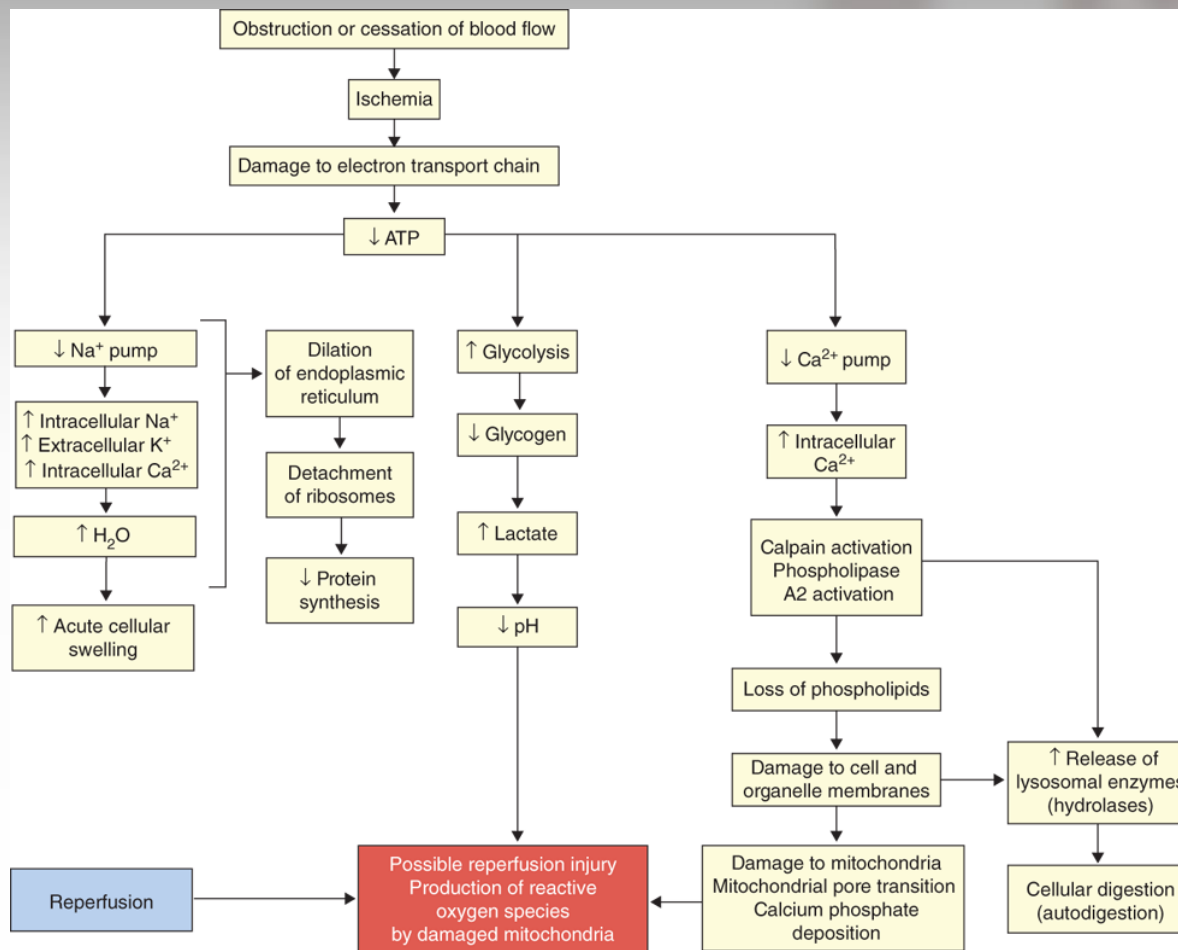 Obstruction or cessation of blood flow
Ischemia
Damage to electron transport chain
↓ ATP
↓ Na⁺ pump
↑ Intracellular Na⁺
↑ Extracellular K⁺
↑ Intracellular Ca²⁺
↑ H₂O
↑ Acute cellular
swelling
Dilation
of endoplasmic
reticulum
Detachment
of ribosomes
↓ Protein
synthesis
↑ Glycolysis
↓ Glycogen
↑ Lactate
↓ pH
↓ Ca²⁺ pump
↑ Intracellular
Ca²⁺
Calpain activation
Phospholipase
A2 activation
Loss of phospholipids
Damage to cell and
organelle membranes
↑ Release of
lysosomal enzymes
(hydrolases)
Cellular digestion
(autodigestion)
Damage to mitochondria
Mitochondrial pore transition
Calcium phosphate
deposition
Possible reperfusion injury
Production of reactive
oxygen species
by damaged mitochondria
Reperfusion